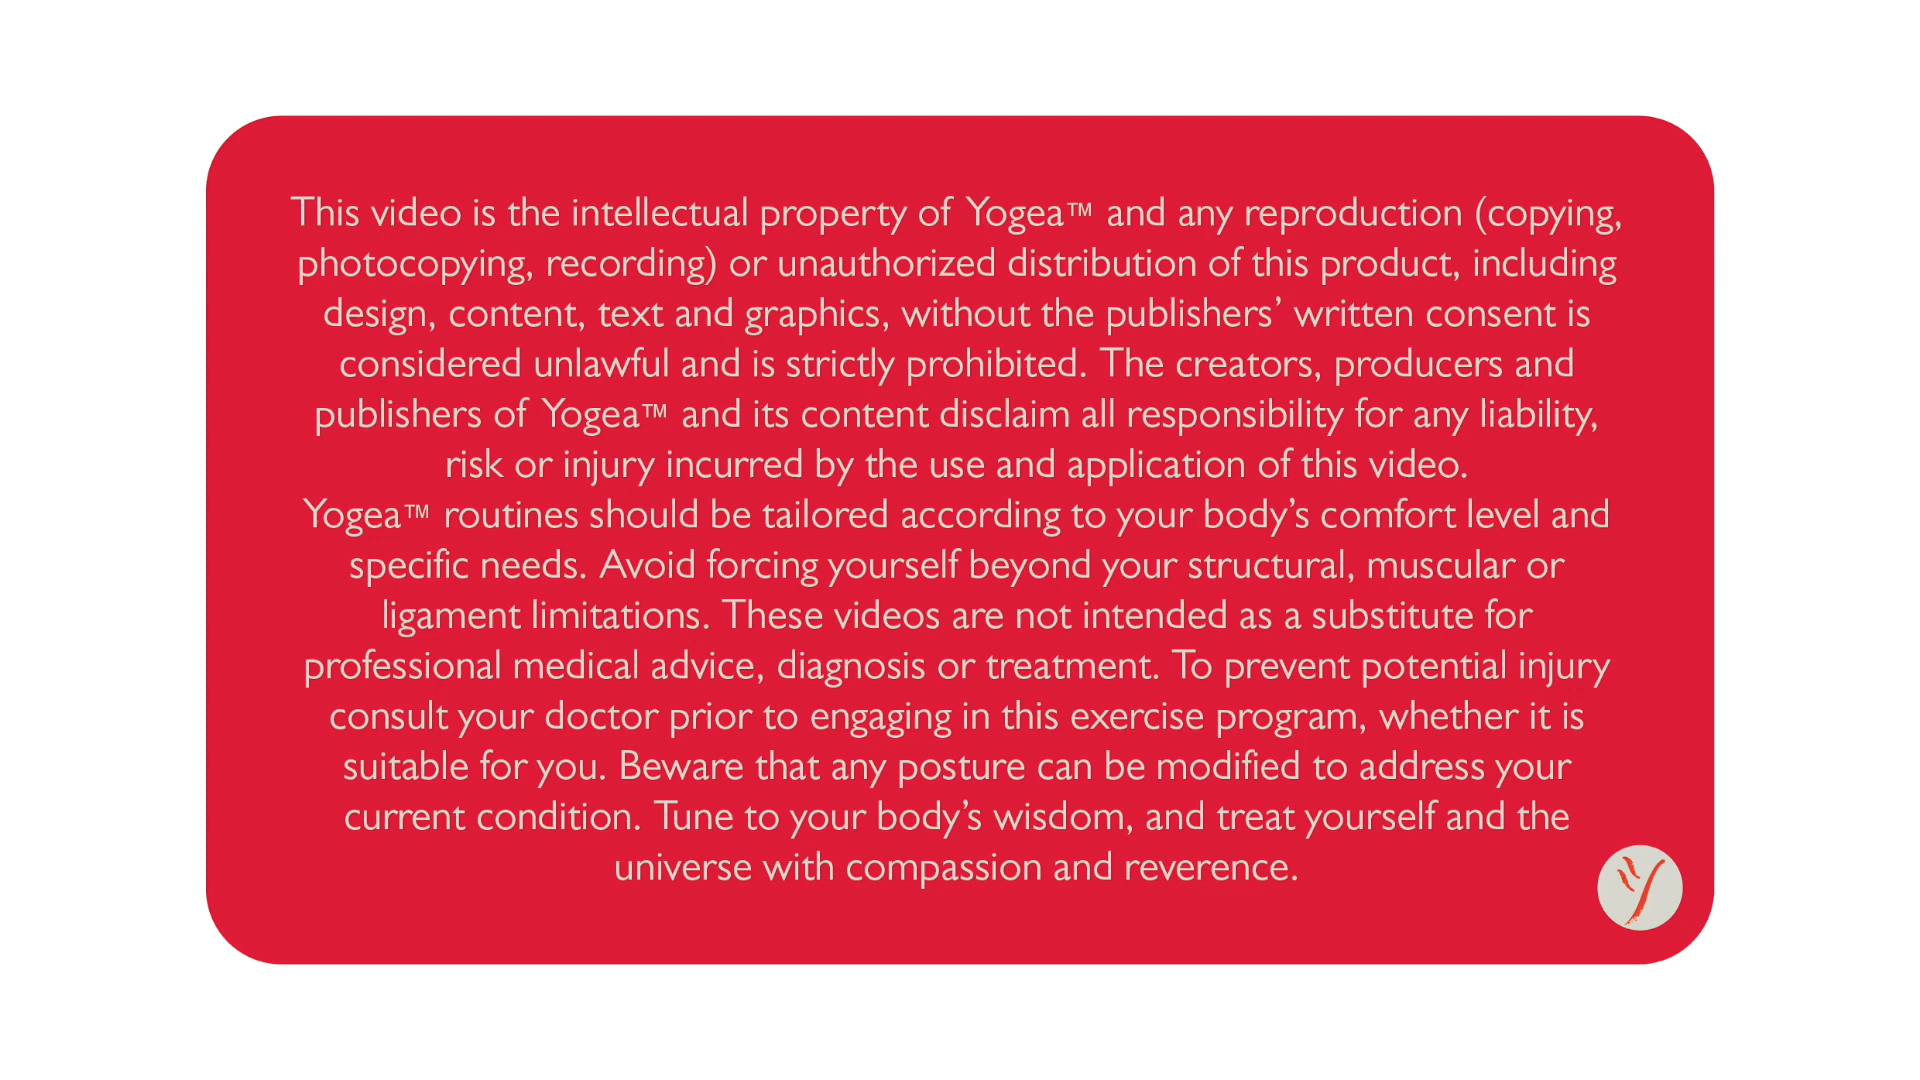 This video is the intellectual property of Yogea™ and any reproduction (copying,
photocopying, recording) or unauthorized distribution of this product, including
design, content, text and graphics, without the publishers’ written consent is
considered unlawful and is strictly prohibited. The creators, producers and
publishers of Yogea™ and its content disclaim all responsibility for any liability,
risk or injury incurred by the use and application of this video.
Yogea™ routines should be tailored according to your body’s comfort level and
specific needs. Avoid forcing yourself beyond your structural, muscular or
ligament limitations. These videos are not intended as a substitute for
professional medical advice, diagnosis or treatment. To prevent potential injury
consult your doctor prior to engaging in this exercise program, whether it is
suitable for you. Beware that any posture can be modified to address your
current condition. Tune to your body’s wisdom, and treat yourself and the
universe with compassion and reverence.